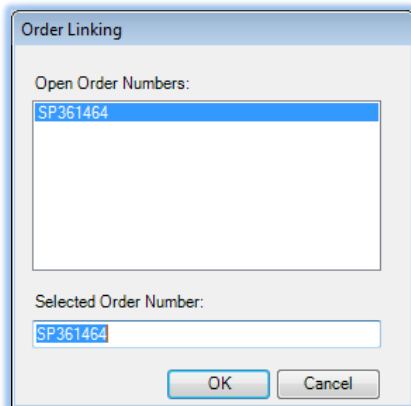 Order Linking
Open Order Numbers:
SP361464
Selected Order Number:
SP361464
OK Cancel